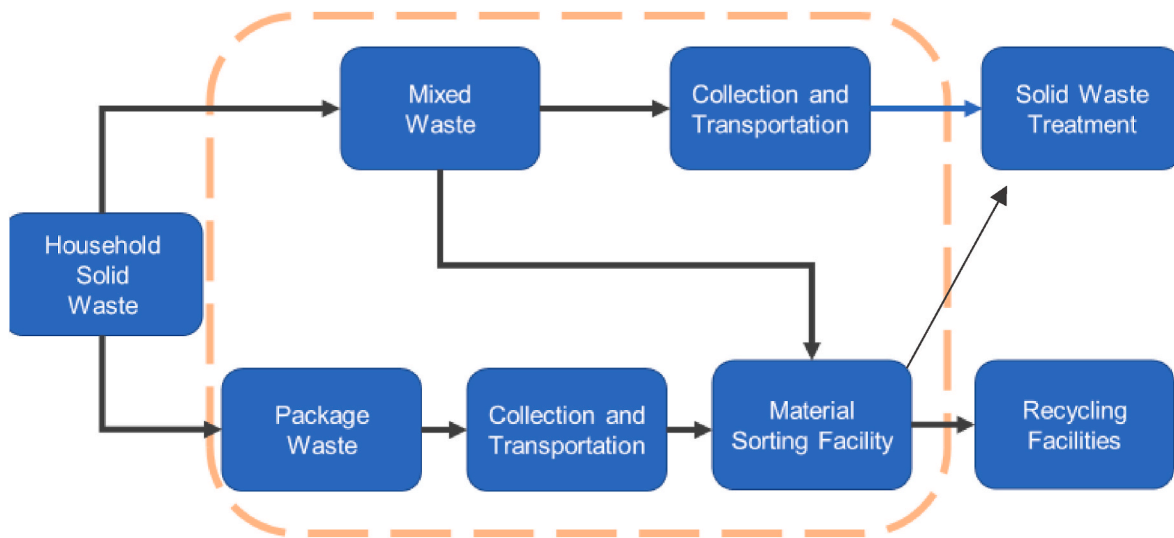 Mixed
Waste
Collection and
Transportation
Solid Waste
Treatment
Household
Solid
Waste
Package
Waste
Collection and
Transportation
Material
Sorting Facility
Recycling
Facilities